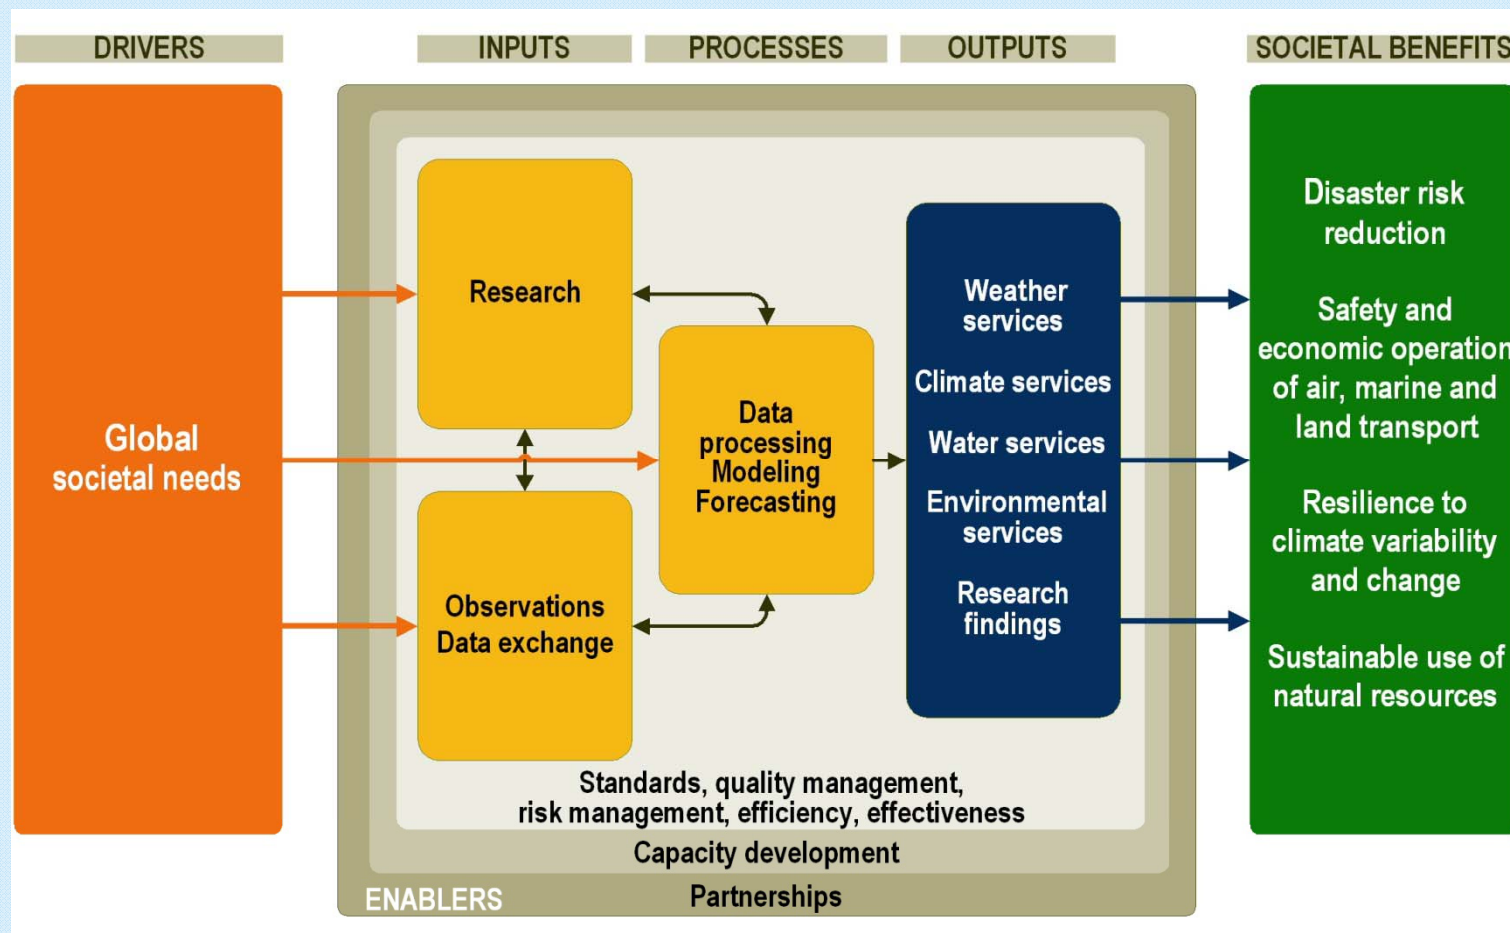 DRIVERS
INPUTS
PROCESSES
OUTPUTS
SOCIETAL BENEFITS
Global
societal needs
Research
Observations
Data exchange
Data
processing
Modeling
Forecasting
Weather
services
Climate services
Water services
Environmental
services
Research
findings
Disaster risk
reduction
Safety and
economic operation
of air, marine and
land transport
Resilience to
climate variability
and change
Sustainable use of
natural resources
Standards, quality management,
risk management, efficiency, effectiveness
Capacity development
ENABLERS
Partnerships